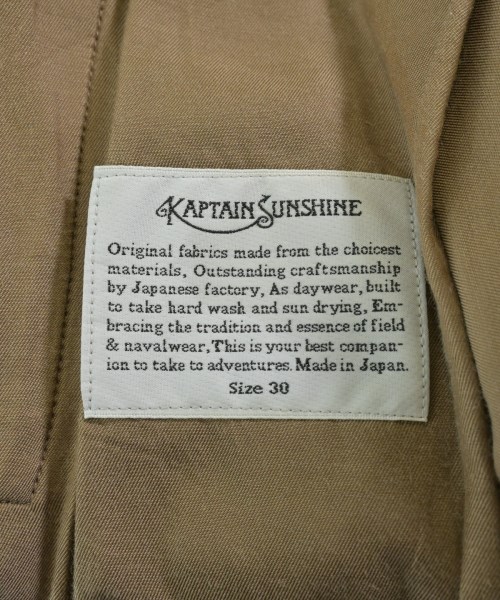 KAPTAIN SUNSHINE
Original fabrics made from the choicest
materials, Outstanding craftsmanship
by Japanese factory, As daywear, built
to take hard wash and sun drying, Em-
bracing the tradition and essence of field
& navalwear, This is your best compan-
ion to take to adventures. Made in Japan.
Size 30